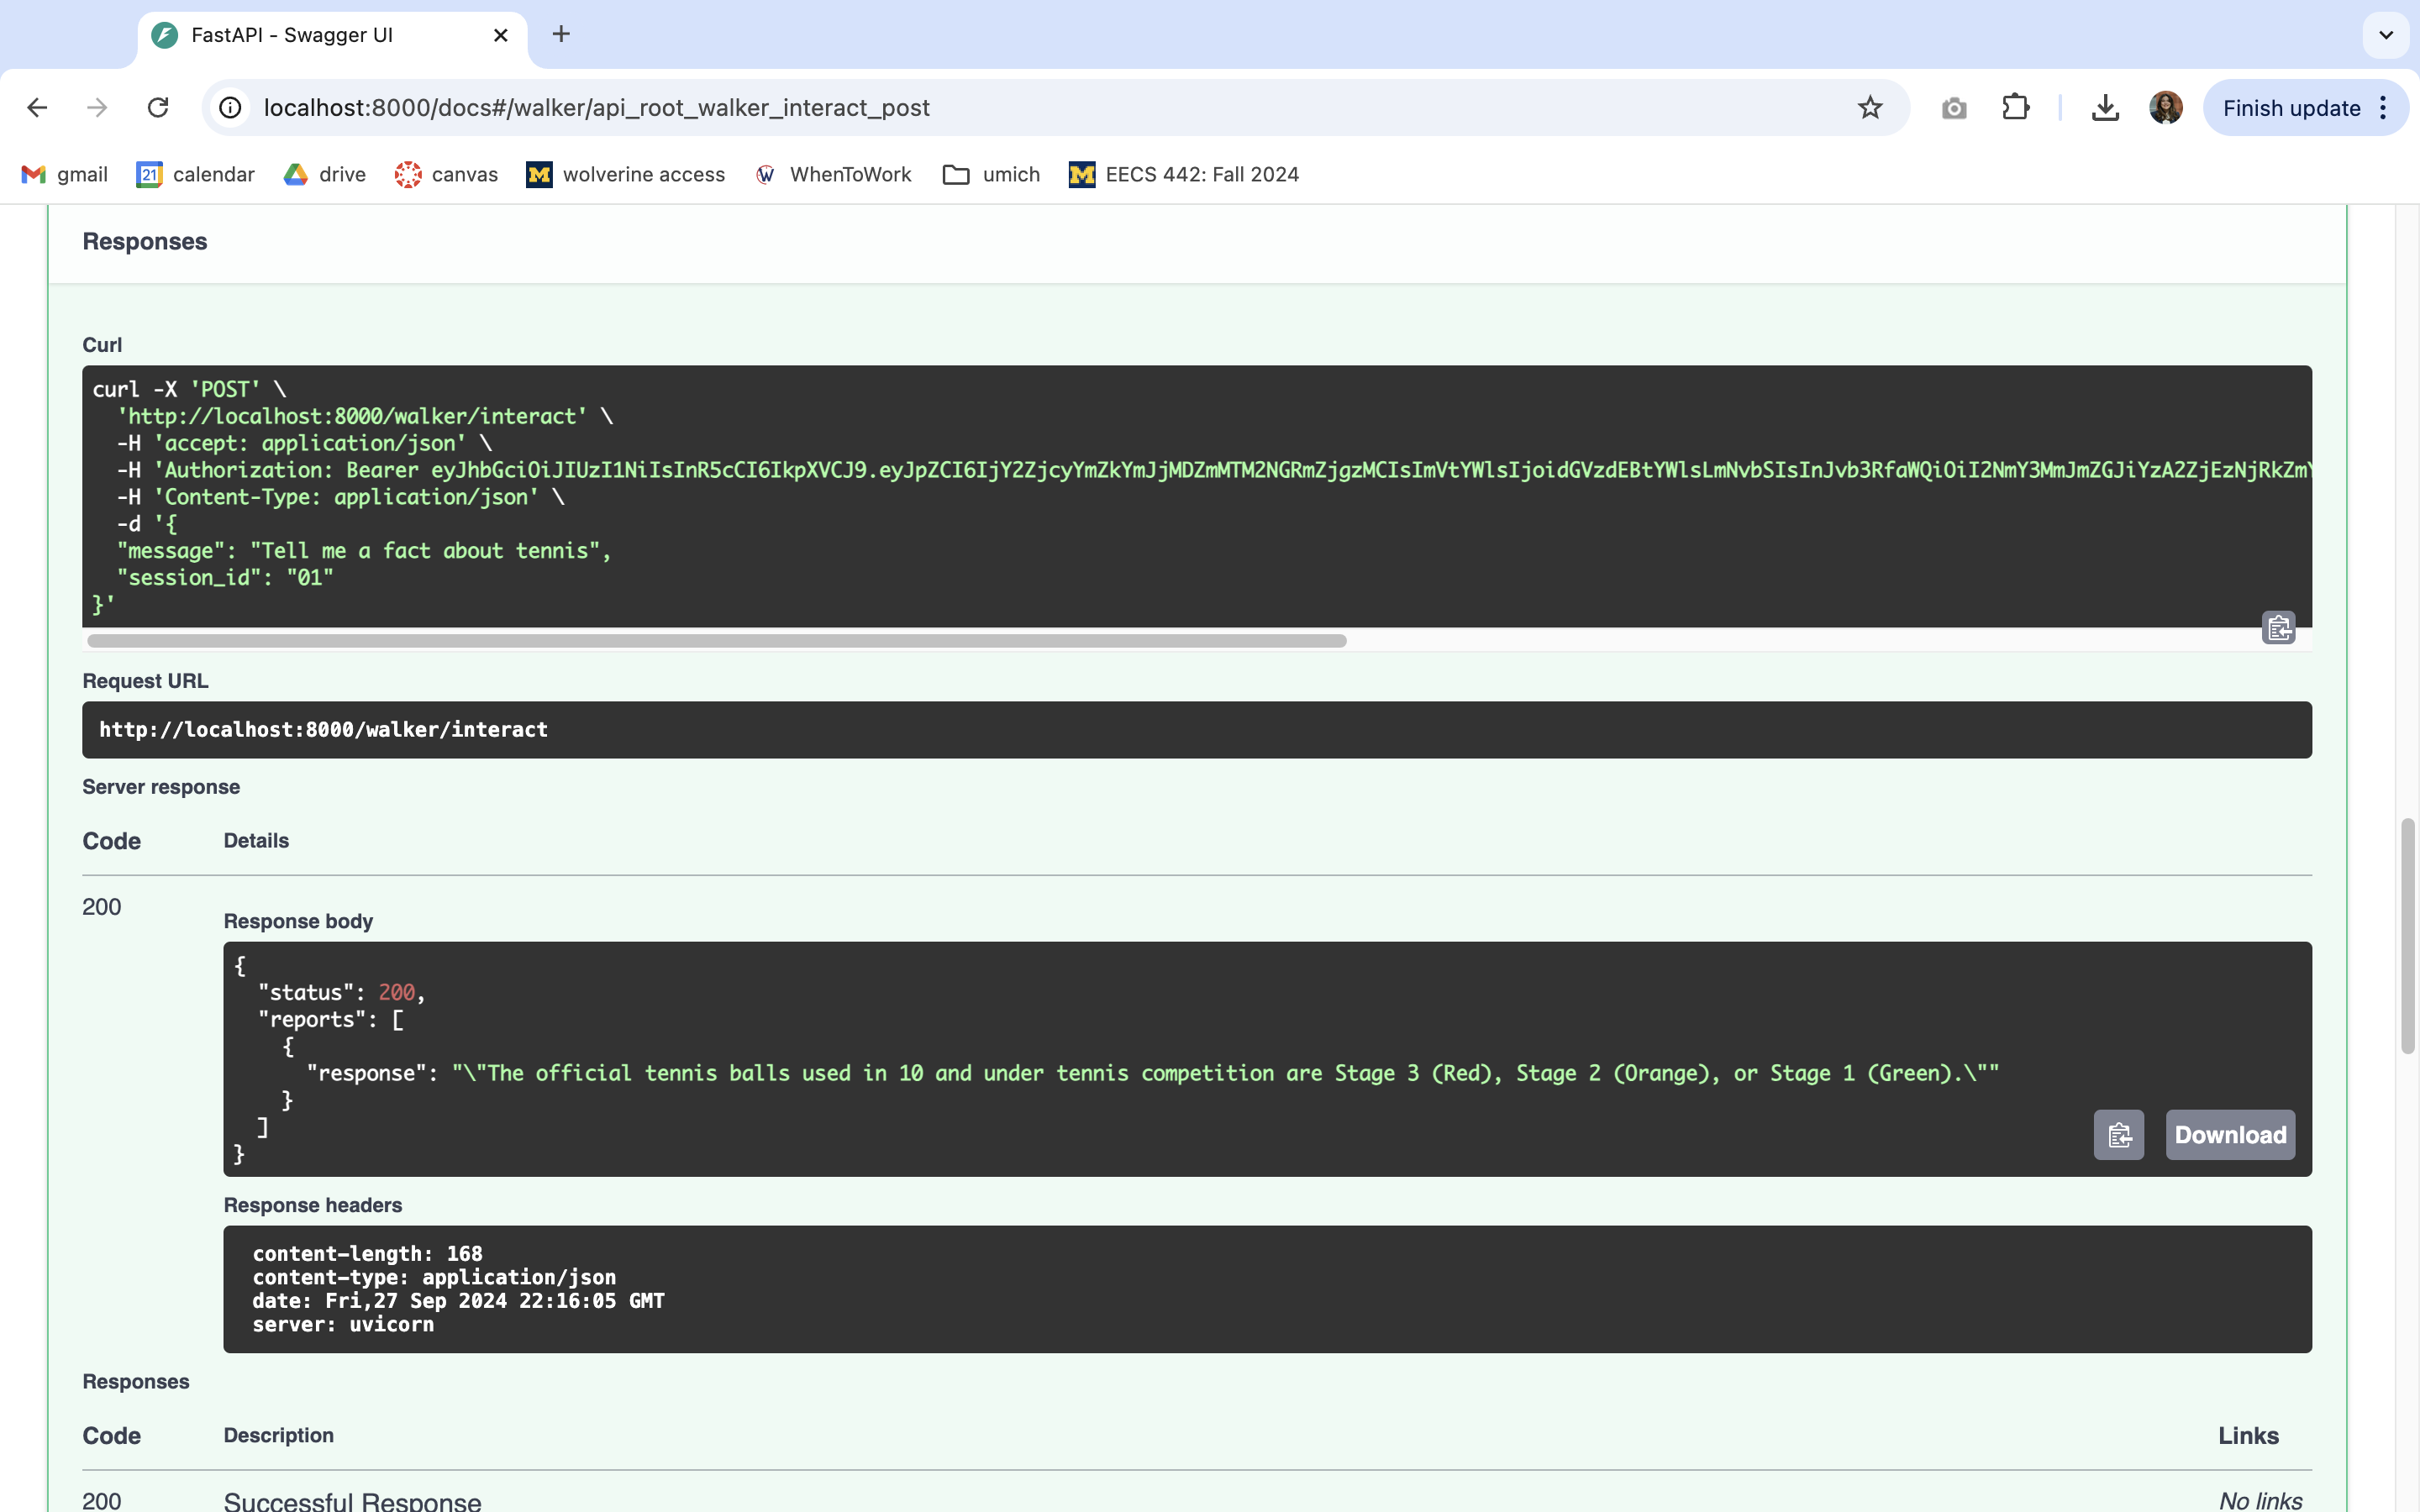 FastAPI - Swagger UI
localhost:8000/docs#/walker/api_root_walker_interact_post
Finish update
gmail
21
calendar
drive
canvas
wolverine access
WhenToWork
umich
EECS 442: Fall 2024
Responses
Curl
curl -X 'POST' \
'http://localhost:8000/walker/interact' \
-H 'accept: application/json' \
-H 'Authorization: Bearer eyJhbGciOiJIUzI1NiIsInR5cCI6IkpXVCJ9.eyJpZCI6IjY2ZjcyYmZkYmJjMDZmMTM2NGRmZjgzMCIsImVtYWlsIjoidGVzdEBtYWlsLmNvbSIsInJvb3RfaWQiOiI2NmY3MmJmZGJiYzA2ZjEzNjRkZm
-H 'Content-Type: application/json' \
-d '{
"message": "Tell me a fact about tennis",
"session_id": "01"
}'
Request URL
http://localhost:8000/walker/interact
Server response
Code Details
200
Response body
{
"status": 200,
"reports": [
{
"response": "\"The official tennis balls used in 10 and under tennis competition are Stage 3 (Red), Stage 2 (Orange), or Stage 1 (Green).\""
}
]
}
Download
Response headers
content-length: 168
content-type: application/json
date: Fri,27 Sep 2024 22:16:05 GMT
server: uvicorn
Responses
Code Description Links
200 Successful Response No links